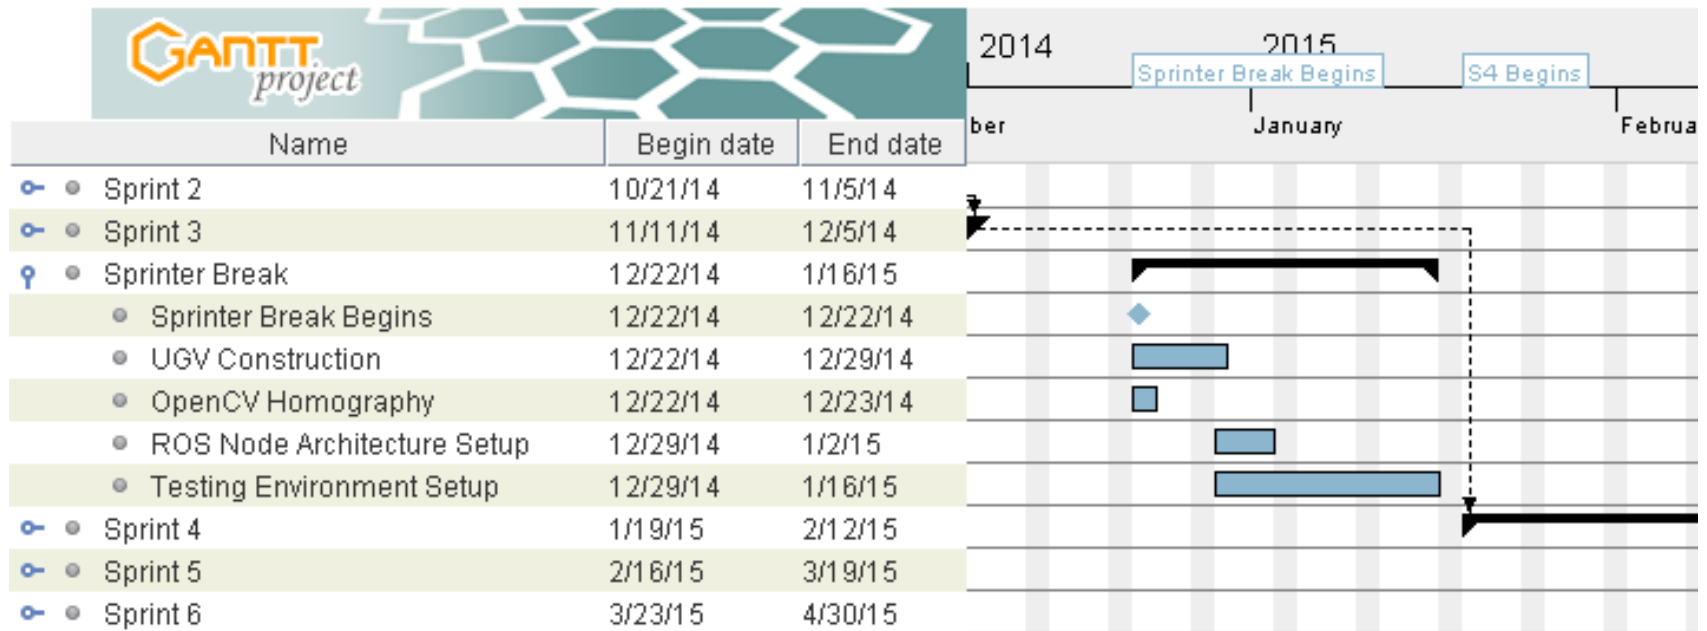 GANTT
project
2014
2015
Sprinter Break Begins
S4 Begins
ber
January
Februa
Name Begin date End date
Sprint 2 10/21/14 11/5/14
Sprint 3 11/11/14 12/5/14
Sprinter Break 12/22/14 1/16/15
Sprinter Break Begins 12/22/14 12/22/14
UGV Construction 12/22/14 12/29/14
OpenCV Homography 12/22/14 12/23/14
ROS Node Architecture Setup 12/29/14 1/2/15
Testing Environment Setup 12/29/14 1/16/15
Sprint 4 1/19/15 2/12/15
Sprint 5 2/16/15 3/19/15
Sprint 6 3/23/15 4/30/15